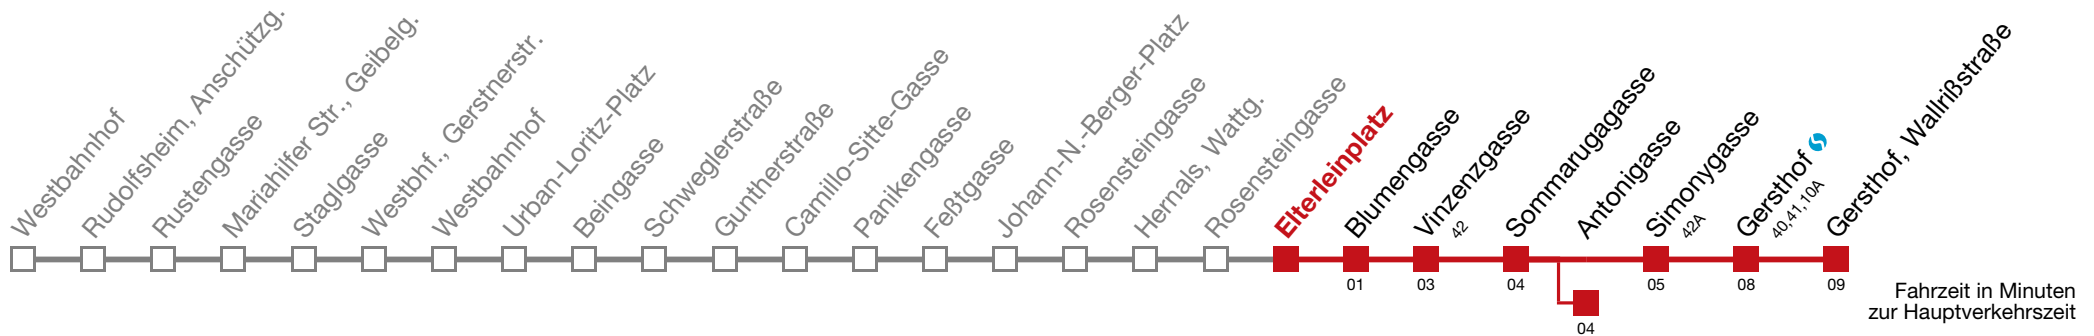 Westbahnhof
Rudolfsheim, Anschützg.
Rustengasse
Mariahilfer Str., Geibelg.
Staglgasse
Westbhf., Gerstnerstr.
Westbahnhof
Urban-Loritz-Platz
Beingasse
Schweglerstraße
Guntherstraße
Camillo-Sitte-Gasse
Panikengasse
Feßtgasse
Johann-N.-Berger-Platz
Rosensteingasse
Hernals, Wattg.
Rosensteingasse
Elterleinplatz
Blumengasse
01
Vinzenzgasse
42
03
Sommarugagasse
04
Antonigasse
04
Simonygasse
42A
05
Gersthof
40,41,10A
08
Gersthof, Wallrißstraße
09
Fahrzeit in Minuten
zur Hauptverkehrszeit